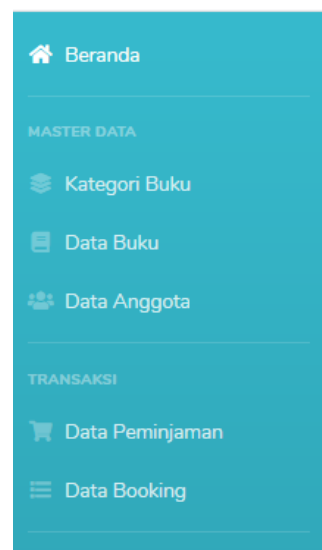 Beranda
MASTER DATA
Kategori Buku
Data Buku
Data Anggota
TRANSAKSI
Data Peminjaman
Data Booking